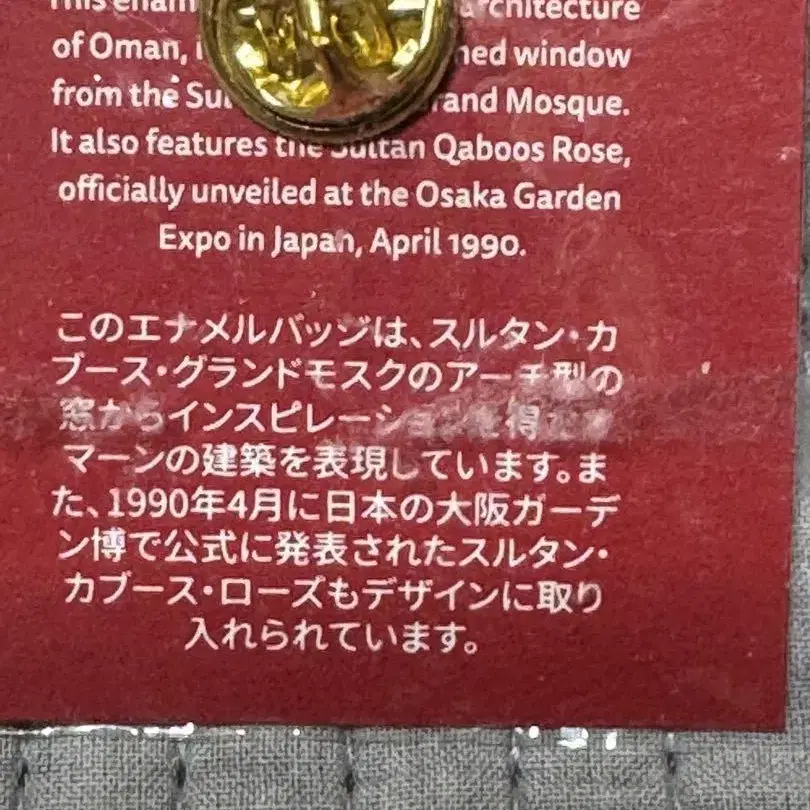 This enam architecture
of Oman, ned window
from the Sul rand Mosque.
It also features the Sultan Qaboos Rose,
officially unveiled at the Osaka Garden
Expo in Japan, April 1990.
このエナメルバッジは、スルタン・カ
ブース・グランドモスクのアーチ型の
窓からインスピレーションを得
マーンの建築を表現しています。ま
た、1990年4月に日本の大阪ガーデ
ン博で公式に発表されたスルタン・
カブース・ローズもデザインに取り
入れられています。